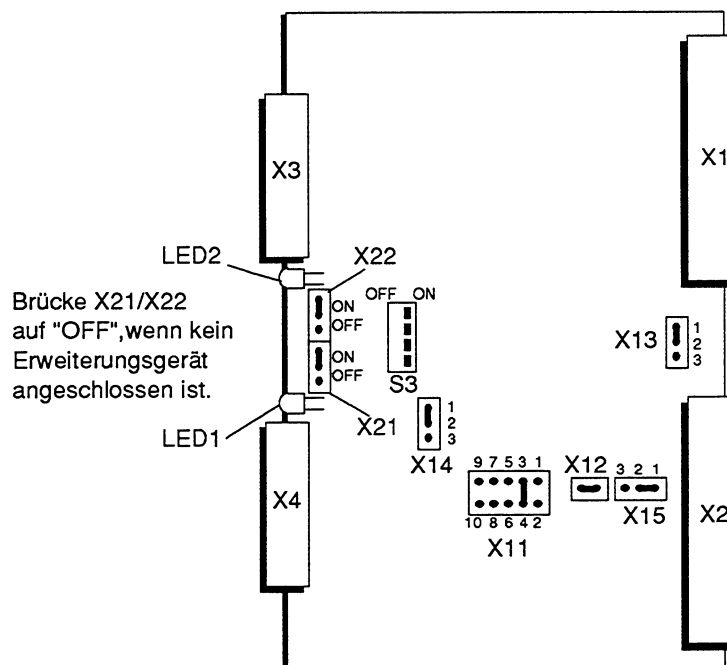 X3
X1
LED2
X22
Brücke X21/X22
auf "OFF",wenn kein
Erweiterungsgerät
angeschlossen ist.
ON
OFF
ON
OFF
OFF ON
S3
X13
1
2
3
LED1
X21
1
2
3
X14
X4
9 7 5 3 1
10 8 6 4 2
X11
X12
3 2 1
X15
X2